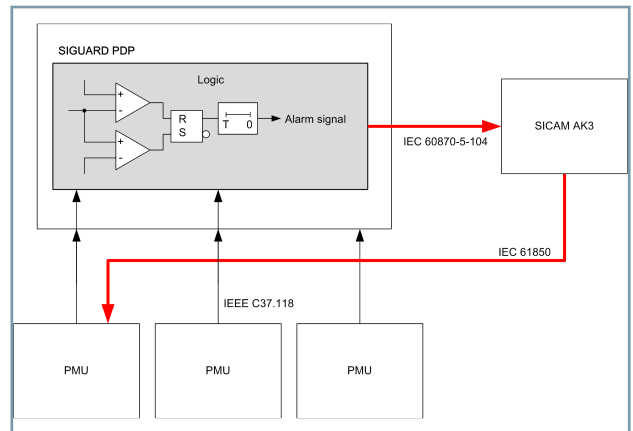 SIGUARD PDP
Logic
+
-
+
-
R
S
T 0
Alarm signal
IEC 60870-5-104
SICAM AK3
IEC 61850
IEEE C37.118
PMU
PMU
PMU